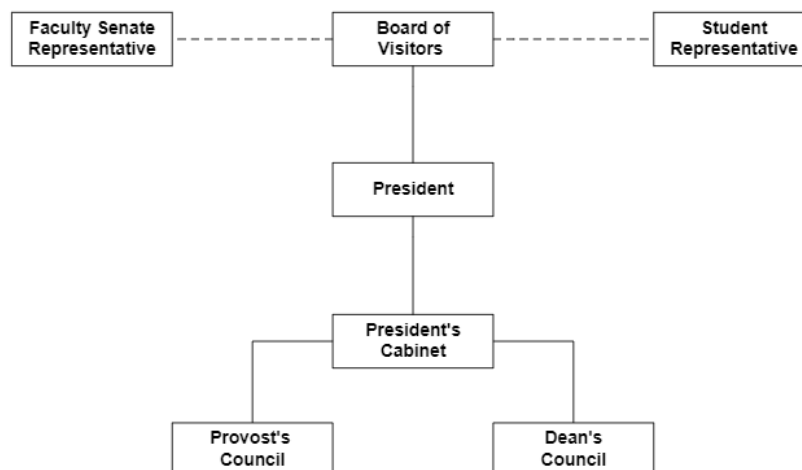 Faculty Senate
Representative
Board of
Visitors
Student
Representative
President
President's
Cabinet
Provost's
Council
Dean's
Council